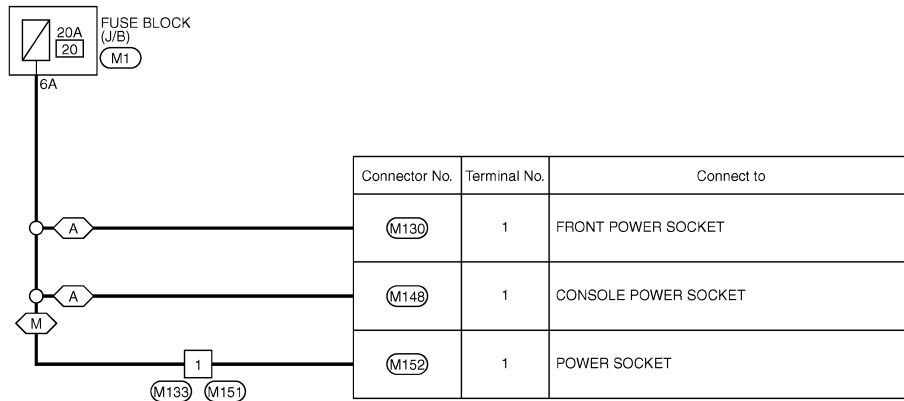 FUSE BLOCK
(J/B)
20A
20
M1
6A
Connector No. Terminal No. Connect to
A M130 1 FRONT POWER SOCKET
A M148 1 CONSOLE POWER SOCKET
M
1 M152 1 POWER SOCKET
M133 M151